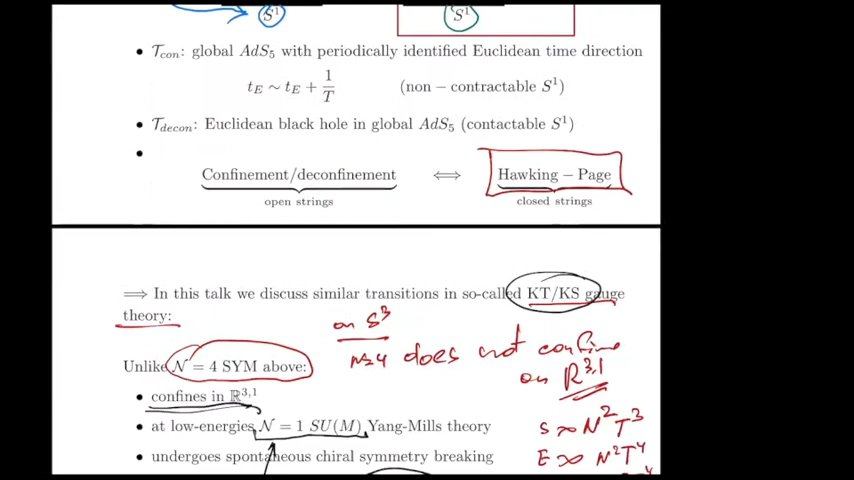 S¹ S¹
• 𝒯con: global AdS₅ with periodically identified Euclidean time direction
t_E ∼ t_E + 1/T (non − contractable S¹)
• 𝒯decon: Euclidean black hole in global AdS₅ (contactable S¹)
•
Confinement/deconfinement ⟺ Hawking − Page
open strings closed strings
⟹ In this talk we discuss similar transitions in so-called KT/KS gauge
theory:
on S³
N=4 does not confine
on R^{3,1}
Unlike 𝒩 = 4 SYM above:
• confines in ℝ^{3,1}
• at low-energies 𝒩 = 1 SU(M) Yang-Mills theory
S ∝ N²T³
• undergoes spontaneous chiral symmetry breaking
E ∝ N²T⁴